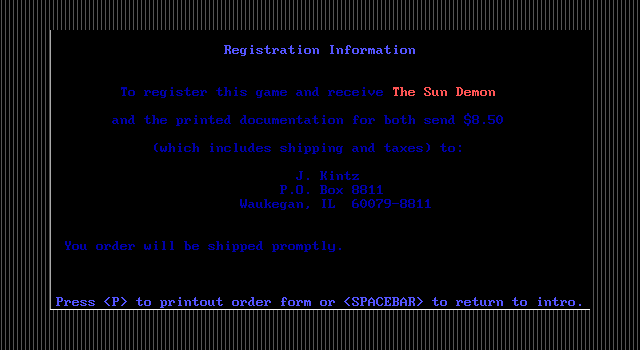 Registration Information
To register this game and receive The Sun Demon
and the printed documentation for both send $8.50
(which includes shipping and taxes) to:
J. Kintz
P.O. Box 8811
Waukegan, IL 60079-8811
You order will be shipped promptly.
Press <P> to printout order form or <SPACEBAR> to return to intro.